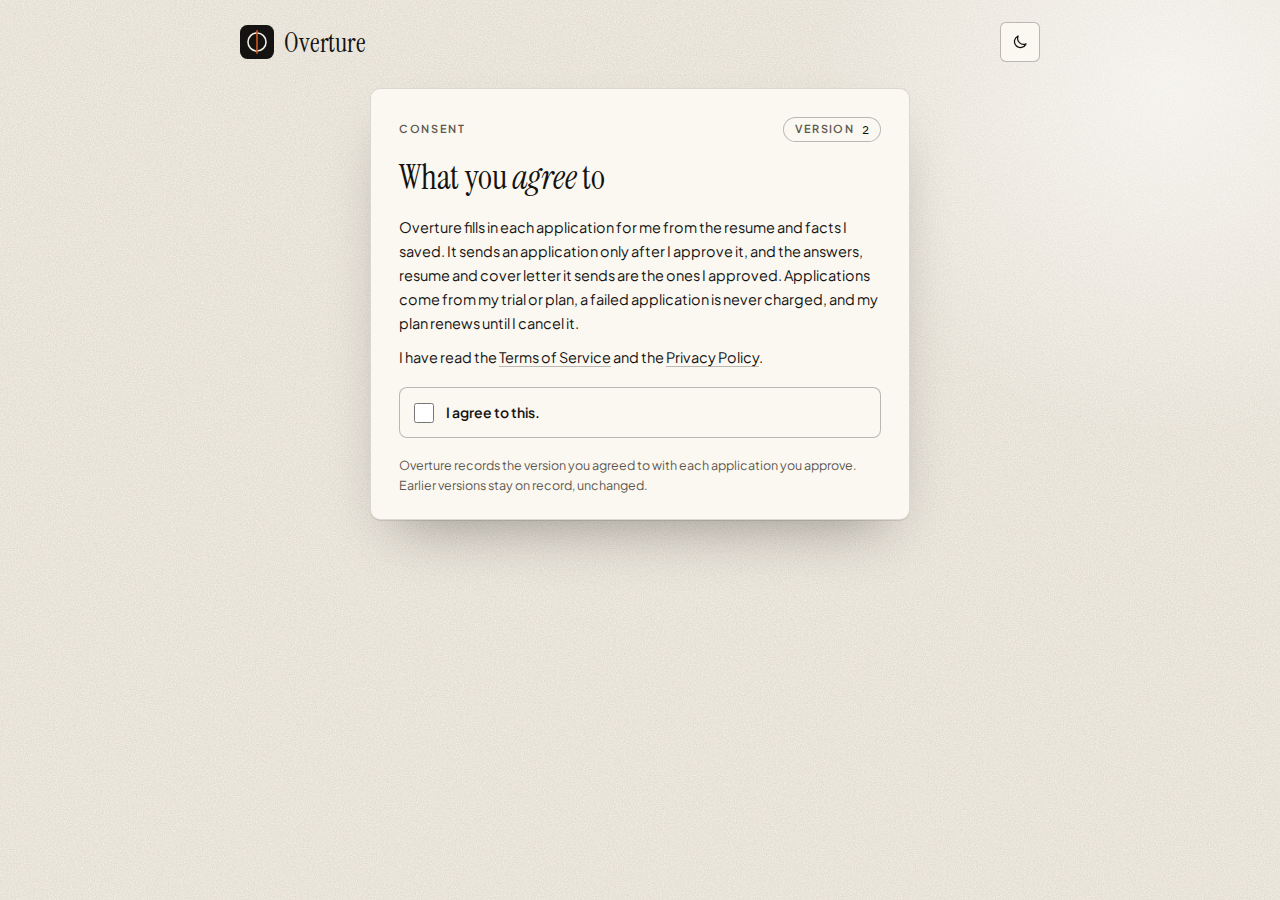 Overture
CONSENT
VERSION 2
What you agree to
Overture fills in each application for me from the resume and facts I
saved. It sends an application only after I approve it, and the answers,
resume and cover letter it sends are the ones I approved. Applications
come from my trial or plan, a failed application is never charged, and my
plan renews until I cancel it.
I have read the Terms of Service and the Privacy Policy.
I agree to this.
Overture records the version you agreed to with each application you approve.
Earlier versions stay on record, unchanged.